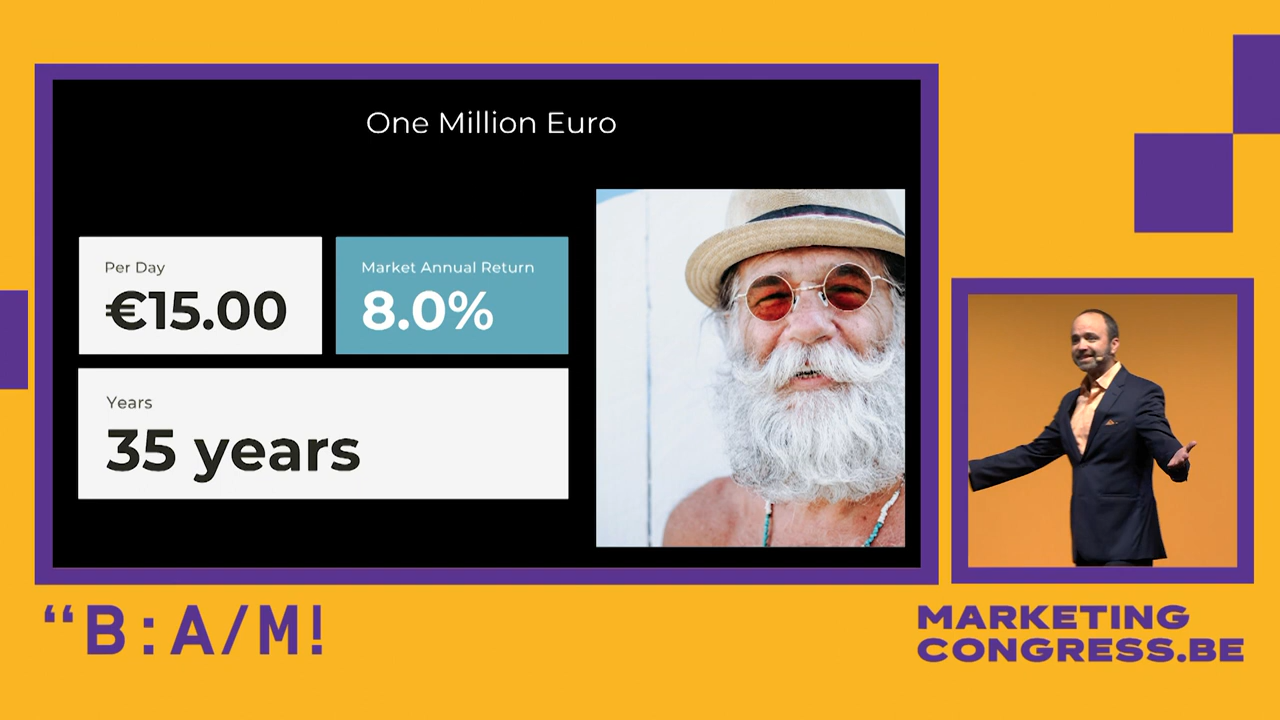 One Million Euro
Per Day
€15.00
Market Annual Return
8.0%
Years
35 years
“B:A/M!
MARKETING
CONGRESS.BE